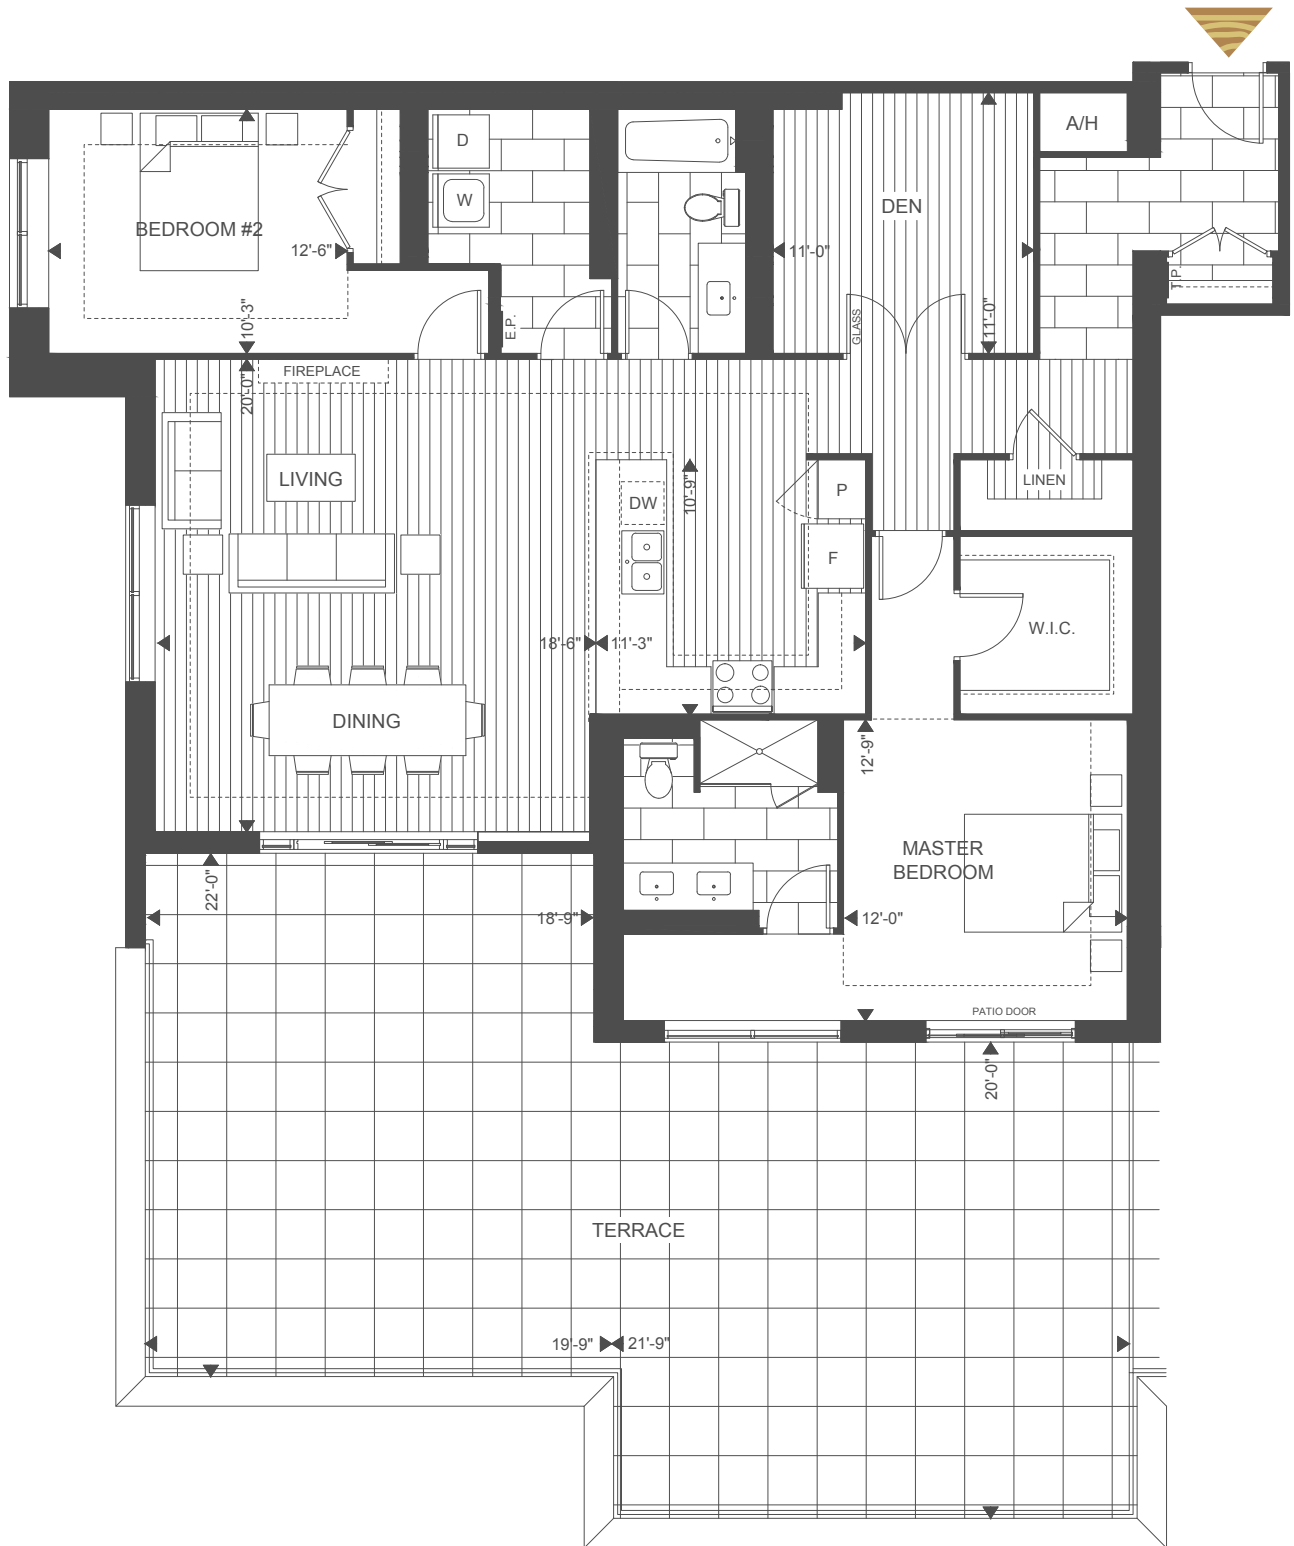 A/H
D
W
BEDROOM #2
12'-6"
DEN
11'-0"
T.P.
10'-3"
E.P.
GLASS
11'-0"
FIREPLACE
20'-0"
LIVING
DW
10'-9"
P
LINEN
F
18'-6"
11'-3"
W.I.C.
DINING
12'-9"
MASTER
BEDROOM
22'-0"
18'-9"
12'-0"
PATIO DOOR
20'-0"
TERRACE
19'-9"
21'-9"